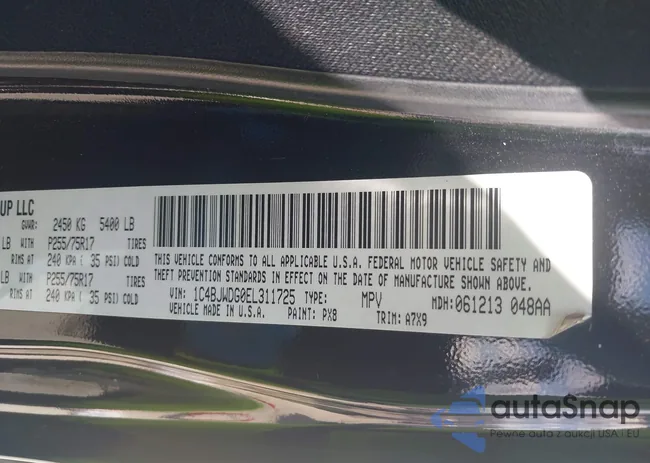 UP LLC
GVWR: 2450 KG 5400 LB
LB WITH P255/75R17 TIRES
RIMS AT 240 KPA ( 35 PSI) COLD
LB WITH P255/75R17 TIRES
RIMS AT 240 KPA ( 35 PSI) COLD
THIS VEHICLE CONFORMS TO ALL APPLICABLE U.S.A. FEDERAL MOTOR VEHICLE SAFETY AND
THEFT PREVENTION STANDARDS IN EFFECT ON THE DATE OF MANUFACTURE SHOWN ABOVE.
VIN: 1C4BJWDG0EL311725 TYPE: MPV MDH: 061213 048AA
VEHICLE MADE IN U.S.A. PAINT: PX8 TRIM: A7X9
autaSnap
Pewne auta z aukcji USA i EU